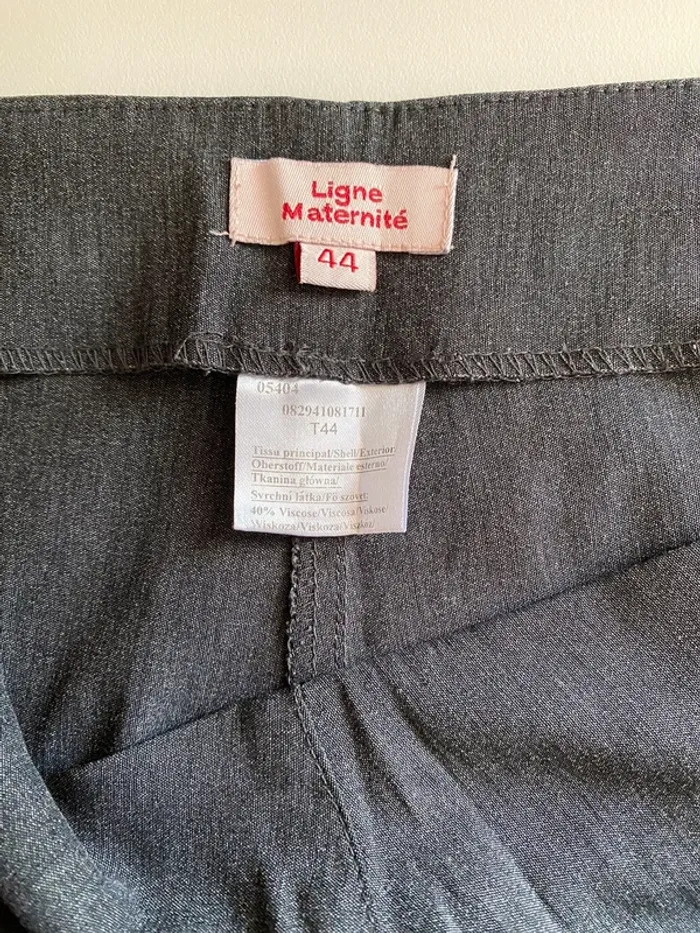 Ligne
Maternité
44
05404
082941081711
T44
Tissu principal/Shell/Exterior
Oberstoff/Materiale esterno/
Tkanina główna/
Svrchní látka/Fő szövet:
40% Viscose/Viscosa/Viskose/
Wiskoza/Viskoza/Viszkóz/